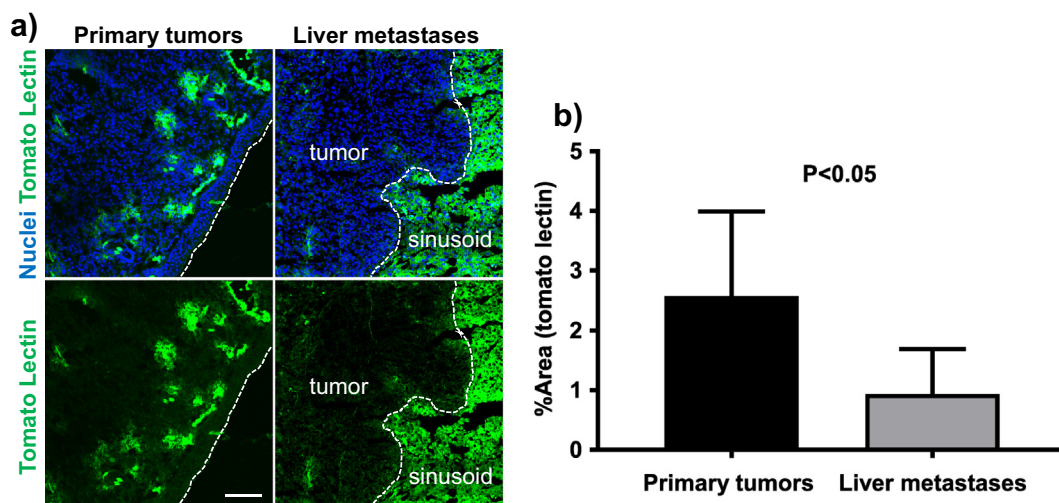 a)
Primary tumors
Liver metastases
Nuclei Tomato Lectin
tumor
sinusoid
Tomato Lectin
tumor
sinusoid
b)
%Area (tomato lectin)
5
4
3
2
1
0
P<0.05
Primary tumors
Liver metastases